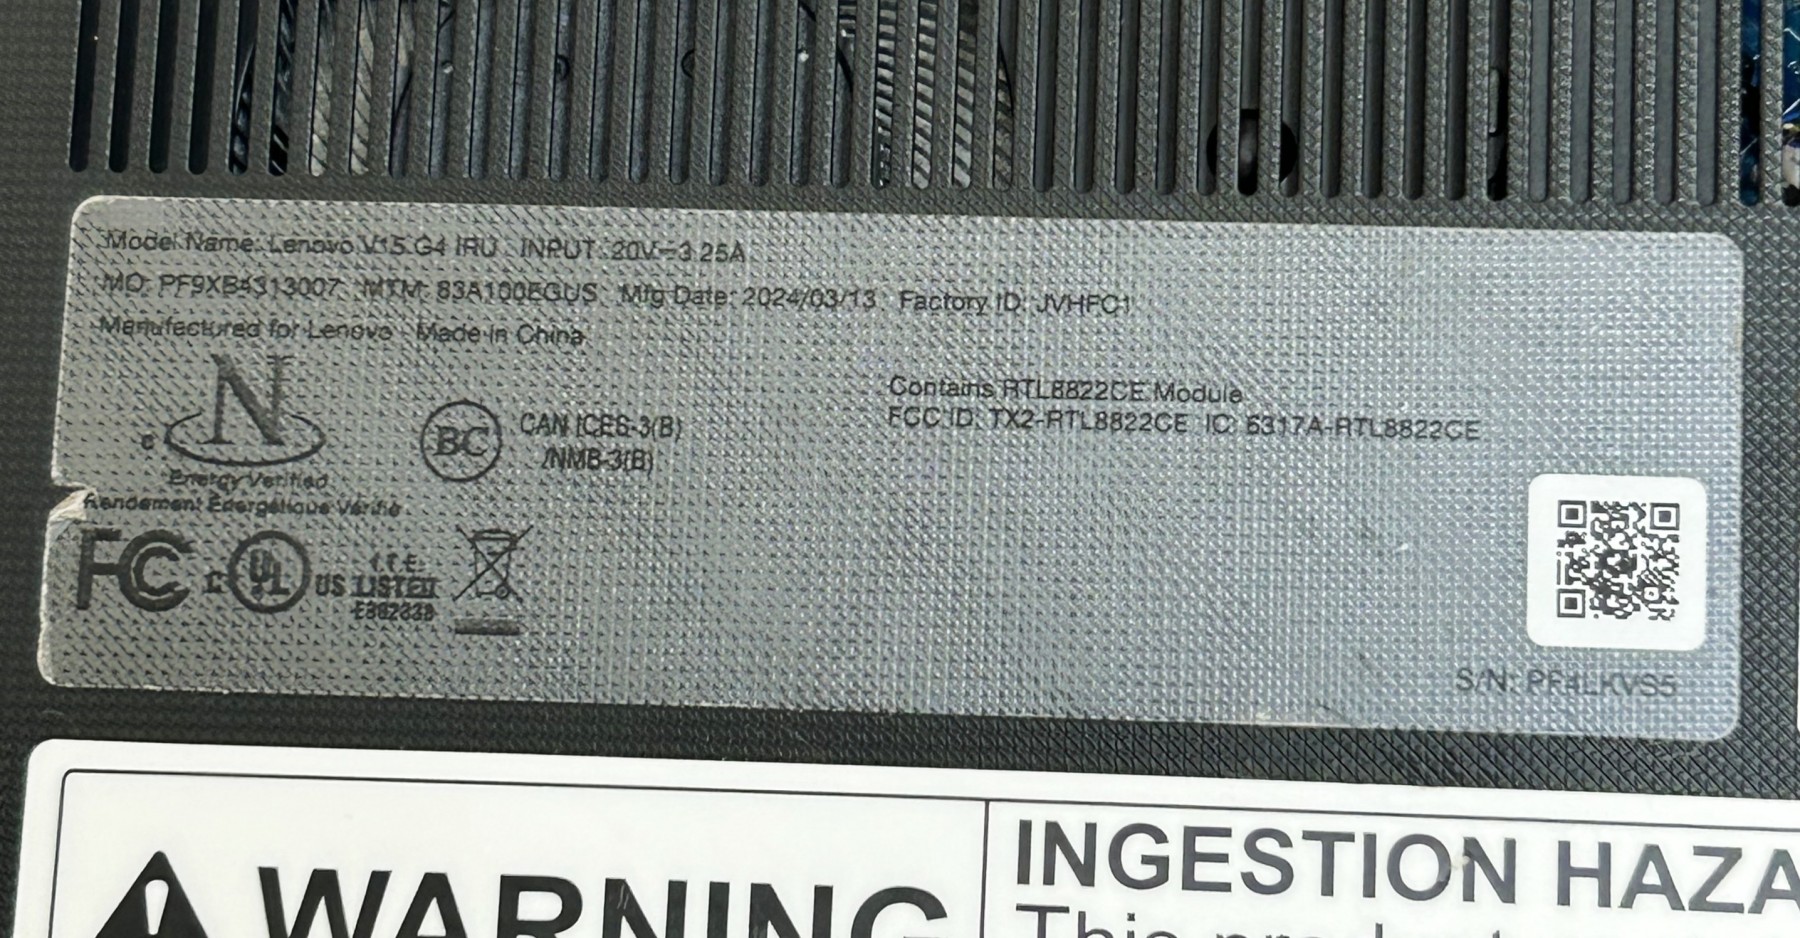 Model Name: Lenovo V15 G4 IRU INPUT: 20V⎓3.25A
MO: PF9XB4313007 MTM: 83A100EGUS Mfg Date: 2024/03/13 Factory ID: JVHFC1
Manufactured for Lenovo Made in China
Contains RTL8822CE Module
FCC ID: TX2-RTL8822CE IC: 6317A-RTL8822CE
N
c
Energy Verified
Rendement Énergétique Vérifié
BC
CAN ICES-3(B)
/NMB-3(B)
FC
c UL US LISTED
I.T.E.
S/N: PF4LKVS5
WARNING
INGESTION HAZA